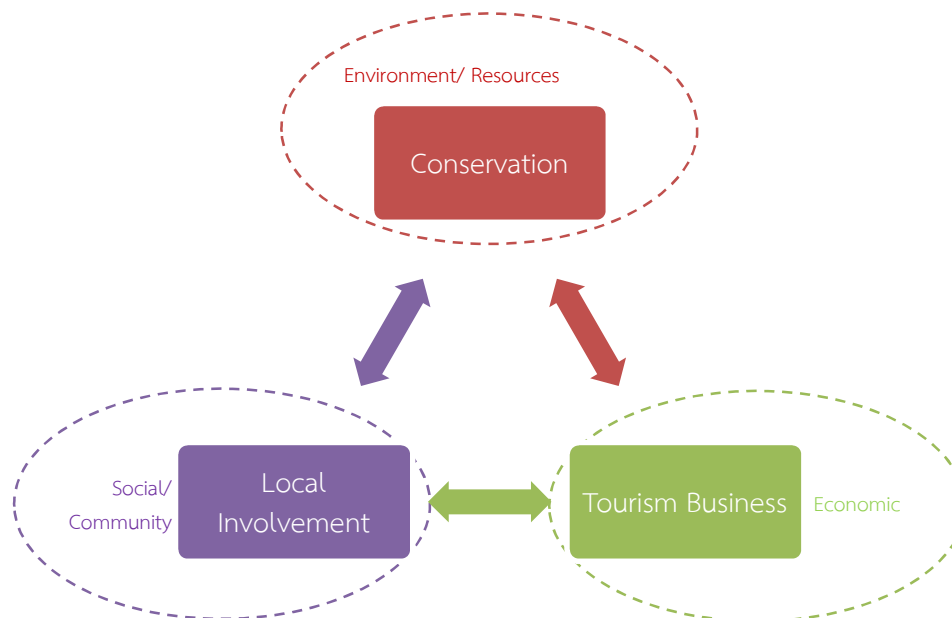 Environment/ Resources
Conservation
Social/
Community
Local
Involvement
Tourism Business
Economic